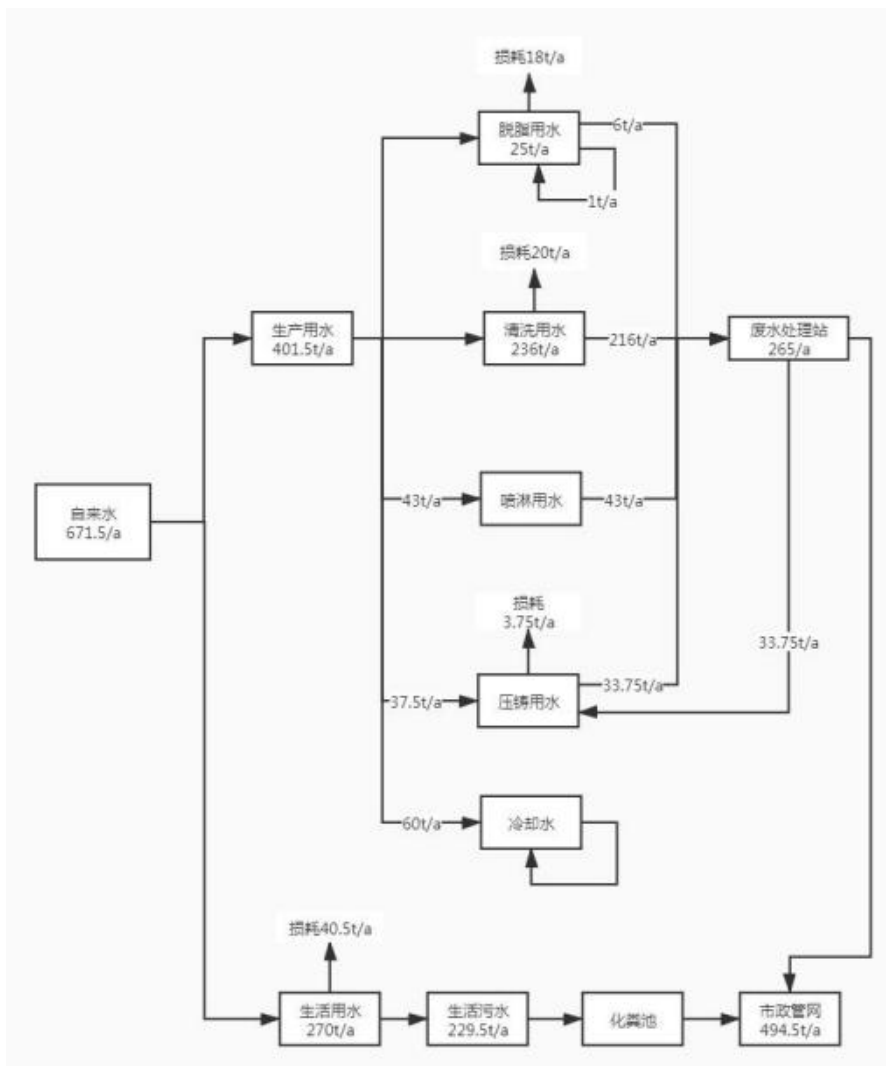 损耗18t/a
脱脂用水
25t/a
6t/a
1t/a
损耗20t/a
生产用水
401.5t/a
清洗用水
236t/a
216t/a
废水处理站
265/a
自来水
671.5/a
43t/a
喷淋用水
43t/a
损耗
3.75t/a
33.75t/a
37.5t/a
压铸用水
33.75t/a
60t/a
冷却水
损耗40.5t/a
生活用水
270t/a
生活污水
229.5t/a
化粪池
市政管网
494.5t/a